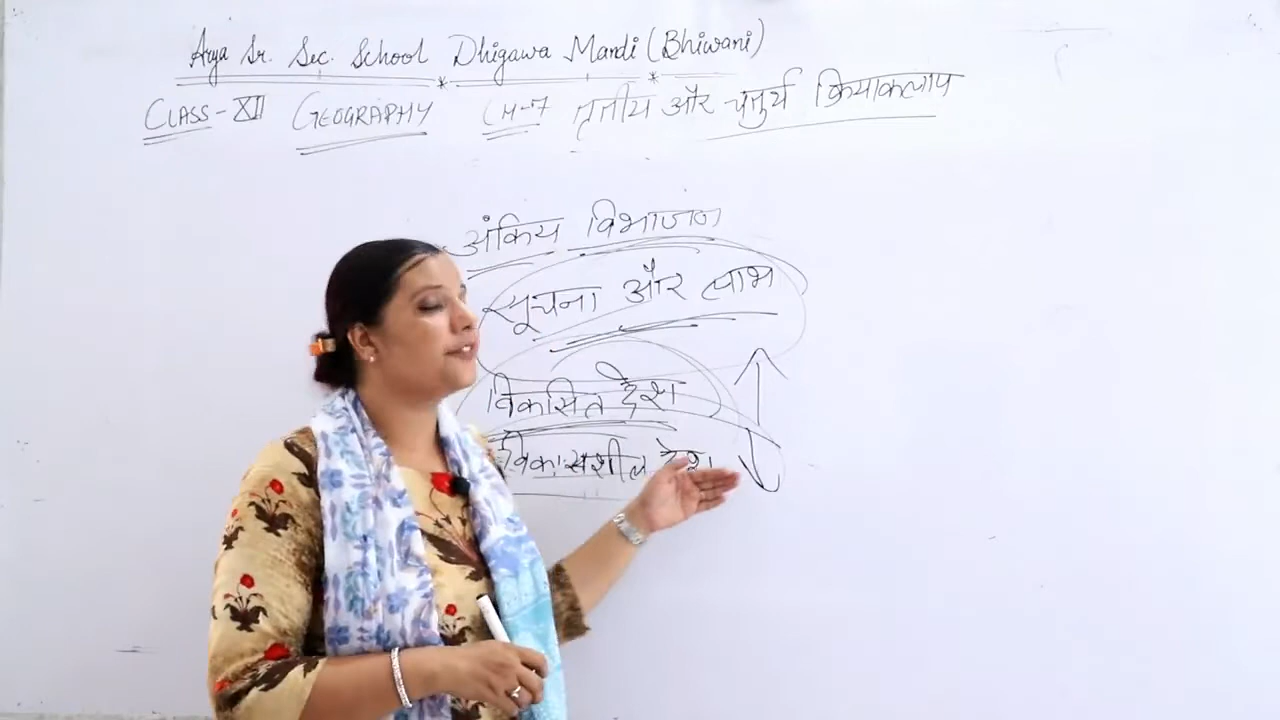 Arya Sr. Sec. School Dhigawa Mandi (Bhiwani)
CLASS-XII GEOGRAPHY CH-7 तृतीय और चतुर्थ क्रियाकलाप
अंकिय विभाजन
सूचना और लाभ
विकसित देश
विकासशील देश